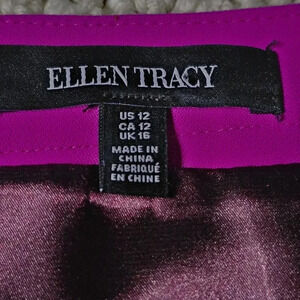 ELLEN TRACY
US 12
CA 12
UK 16
MADE IN
CHINA
FABRIQUÉ
EN CHINE